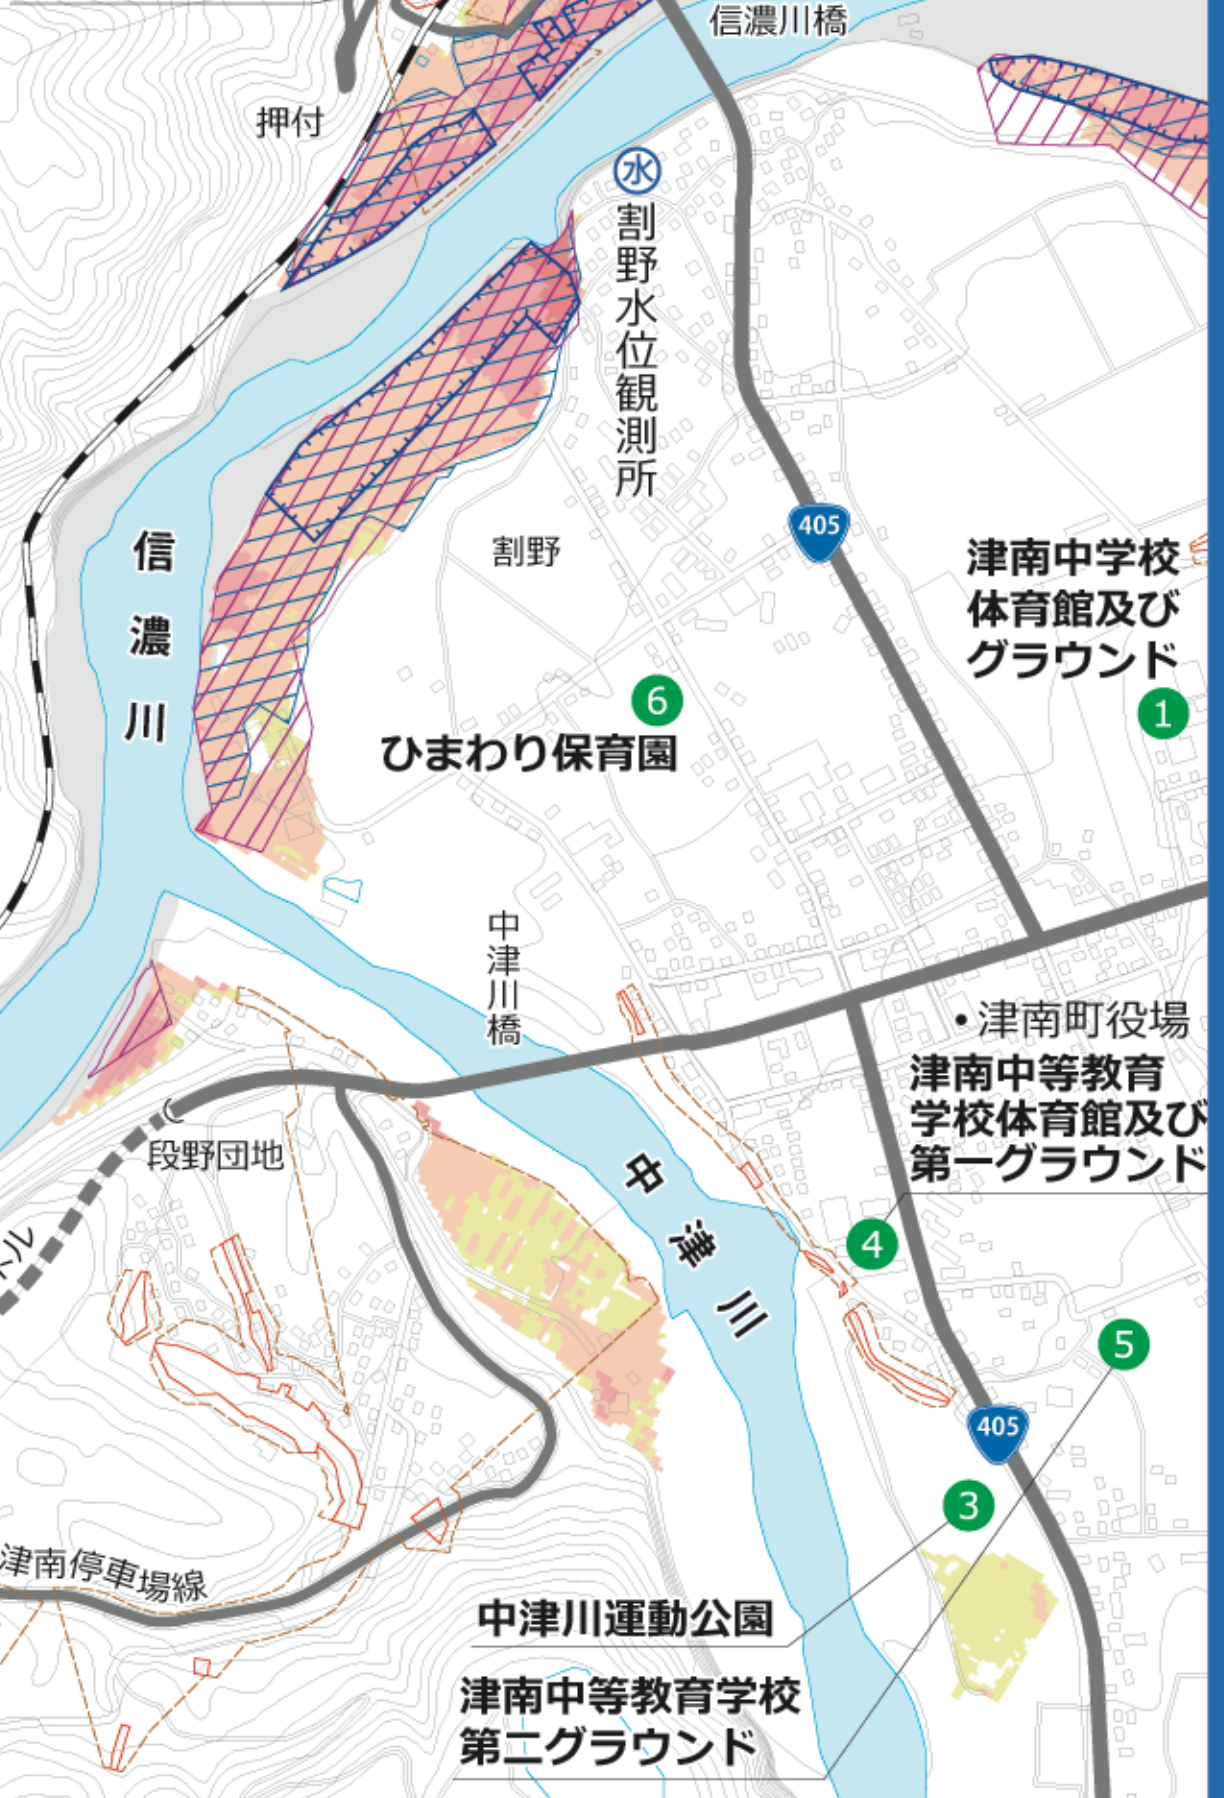 信濃川橋
押付
水
割野水位観測所
405
信濃川
割野
津南中学校
体育館及び
グラウンド
1
6
ひまわり保育園
中津川橋
津南町役場
津南中等教育
学校体育館及び
第一グラウンド
段野団地
中津川
4
5
405
3
津南停車場線
中津川運動公園
津南中等教育学校
第二グラウンド